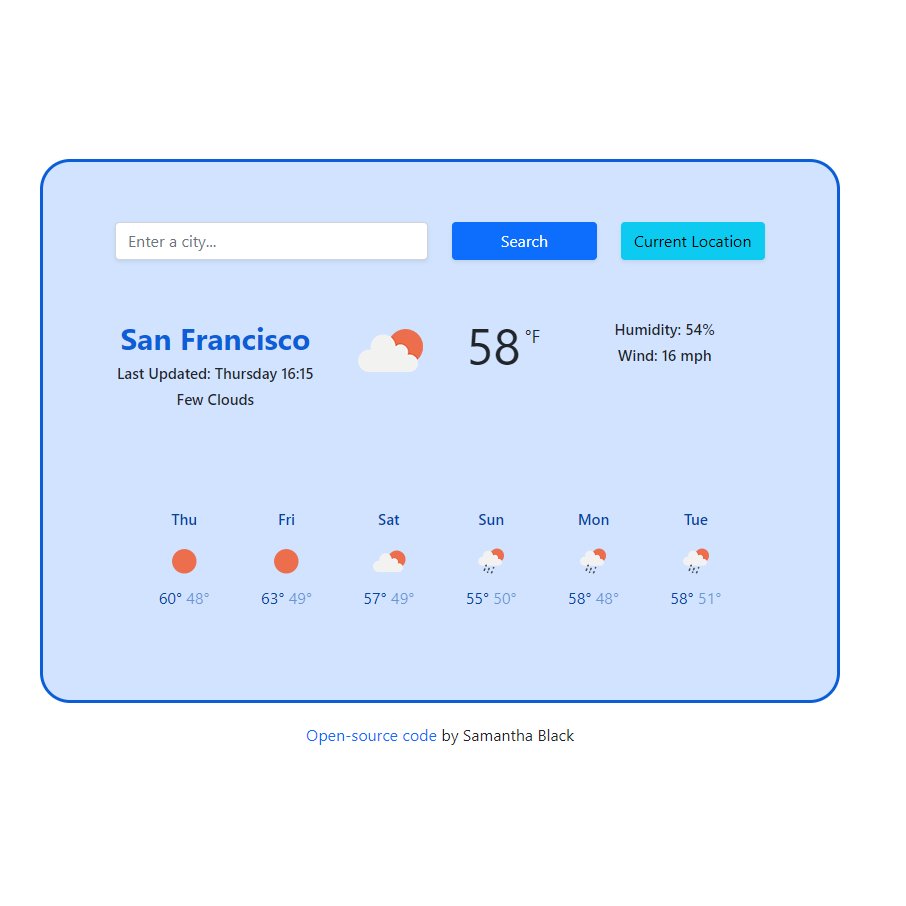 Enter a city... Search Current Location
San Francisco
Last Updated: Thursday 16:15
Few Clouds
58 °F
Humidity: 54%
Wind: 16 mph
Thu Fri Sat Sun Mon Tue
60° 48° 63° 49° 57° 49° 55° 50° 58° 48° 58° 51°
Open-source code by Samantha Black